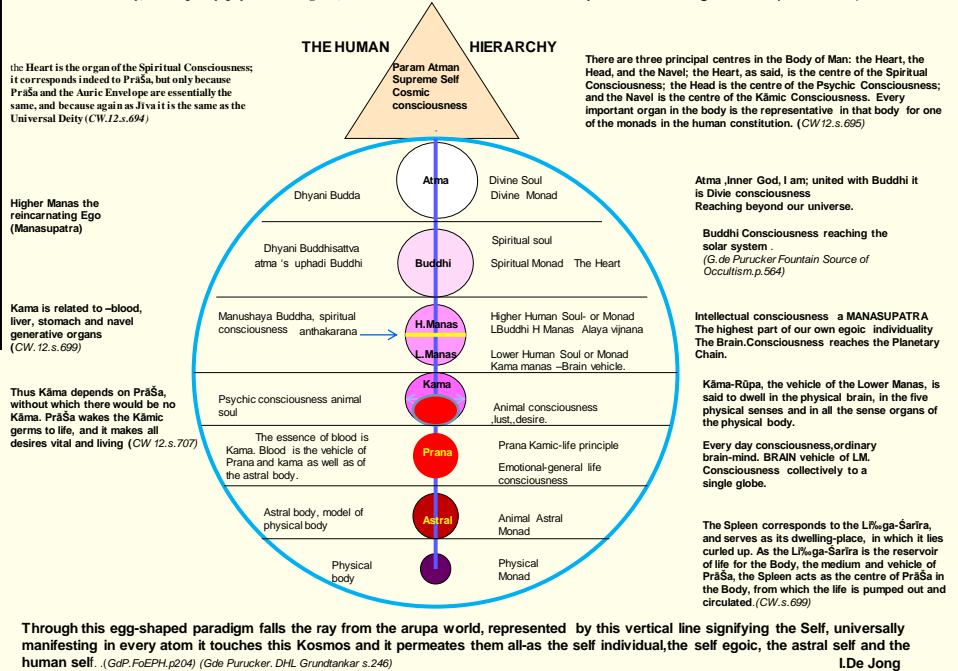 THE HUMAN HIERARCHY
the Heart is the organ of the Spiritual Consciousness;
it corresponds indeed to PrāŠa, but only because
PrāŠa and the Auric Envelope are essentially the
same, and because again as Jīva it is the same as the
Universal Deity (CW.12.s.694)
Param Atman
Supreme Self
Cosmic
consciousness
There are three principal centres in the Body of Man: the Heart, the
Head, and the Navel; the Heart, as said, is the centre of the Spiritual
Consciousness; the Head is the centre of the Psychic Consciousness;
and the Navel is the centre of the Kāmic Consciousness. Every
important organ in the body is the representative in that body for one
of the monads in the human constitution. (CW12.s.695)
Higher Manas the
reincarnating Ego
(Manasupatra)
Kama is related to –blood,
liver, stomach and navel
generative organs
(CW.12.s.699)
Thus Kāma depends on PrāŠa,
without which there would be no
Kāma. PrāŠa wakes the Kāmic
germs to life, and it makes all
desires vital and living (CW 12.s.707)
Dhyani Budda
Atma
Divine Soul
Divine Monad
Dhyani Buddhisattva
atma 's uphadi Buddhi
Buddhi
Spiritual soul
Spiritual Monad The Heart
Manushaya Buddha, spiritual
consciousness anthakarana
H.Manas
L.Manas
Higher Human Soul- or Monad
LBuddhi H Manas Alaya vijnana
Lower Human Soul or Monad
Kama manas –Brain vehicle.
Psychic consciousness animal
soul
Kama
Animal consciousness
,lust,,desire.
The essence of blood is
Kama. Blood is the vehicle of
Prana and kama as well as of
the astral body.
Prana
Prana Kamic-life principle
Emotional-general life
consciousness
Astral body, model of
physical body
Astral
Animal Astral
Monad
Physical
body
Physical
Monad
Atma ,Inner God, I am; united with Buddhi it
is Divie consciousness
Reaching beyond our universe.
Buddhi Consciousness reaching the
solar system .
(G.de Purucker Fountain Source of
Occultism.p.564)
Intellectual consciousness a MANASUPATRA
The highest part of our own egoic individuality
The Brain.Consciousness reaches the Planetary
Chain.
Kāma-Rūpa, the vehicle of the Lower Manas, is
said to dwell in the physical brain, in the five
physical senses and in all the sense organs of
the physical body.
Every day consciousness,ordinary
brain-mind. BRAIN vehicle of LM.
Consciousness collectively to a
single globe.
The Spleen corresponds to the Lī‰ga-Śarīra,
and serves as its dwelling-place, in which it lies
curled up. As the Lī‰ga-Śarīra is the reservoir
of life for the Body, the medium and vehicle of
PrāŠa, the Spleen acts as the centre of PrāŠa in
the Body, from which the life is pumped out and
circulated.(CW.s.699)
Through this egg-shaped paradigm falls the ray from the arupa world, represented by this vertical line signifying the Self, universally
manifesting in every atom it touches this Kosmos and it permeates them all-as the self individual,the self egoic, the astral self and the
human self. .(GdP.FoEPH.p204) (Gde Purucker. DHL Grundtankar s.246)
I.De Jong